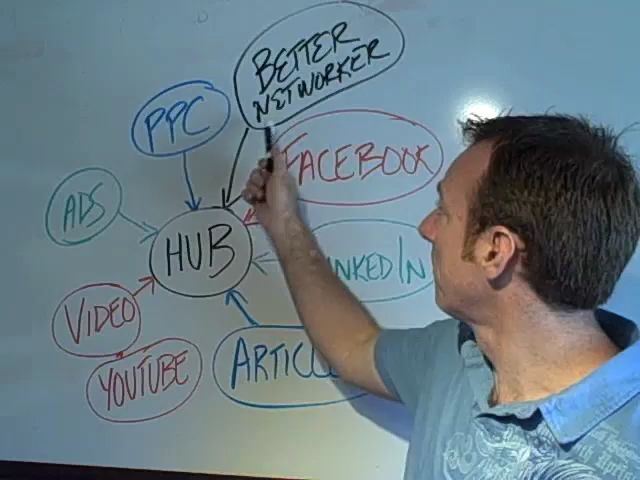 BETTER
NETWORKER
PPC
FACEBOOK
ADS
HUB
VIDEO
YOUTUBE